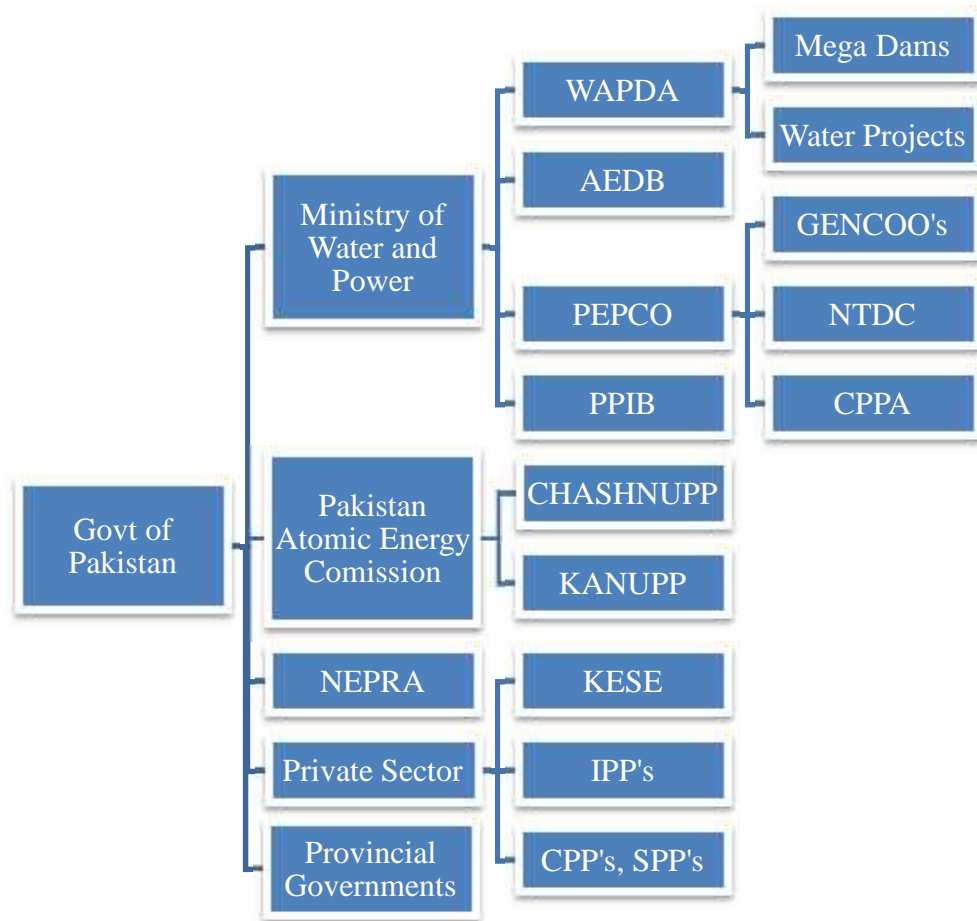 Govt of
Pakistan
Ministry of
Water and
Power
WAPDA
Mega Dams
Water Projects
AEDB
PEPCO
GENCOO's
NTDC
CPPA
PPIB
Pakistan
Atomic Energy
Comission
CHASHNUPP
KANUPP
NEPRA
Private Sector
KESE
IPP's
CPP's, SPP's
Provincial
Governments